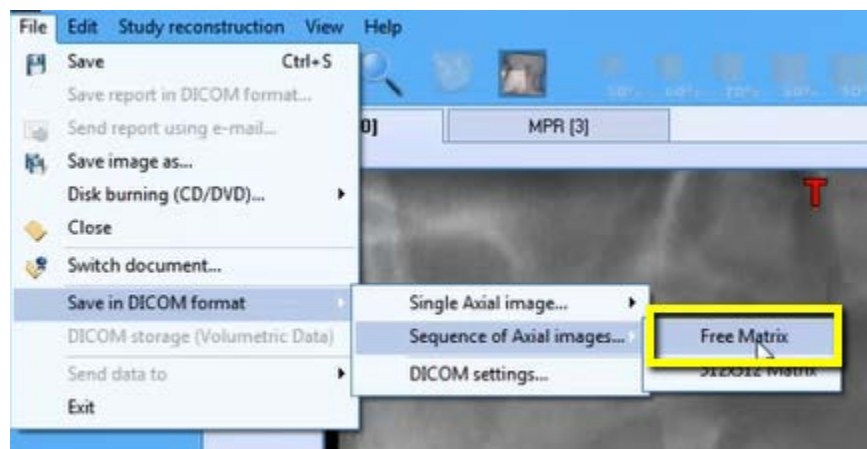 File Edit Study reconstruction View Help
Save Ctrl+S
Save report in DICOM format...
Send report using e-mail...
0] MPR [3]
Save image as...
Disk burning (CD/DVD)...
T
Close
Switch document...
Save in DICOM format
Single Axial image...
DICOM storage (Volumetric Data)
Sequence of Axial images...
Free Matrix
Send data to
DICOM settings...
512x512 Matrix
Exit